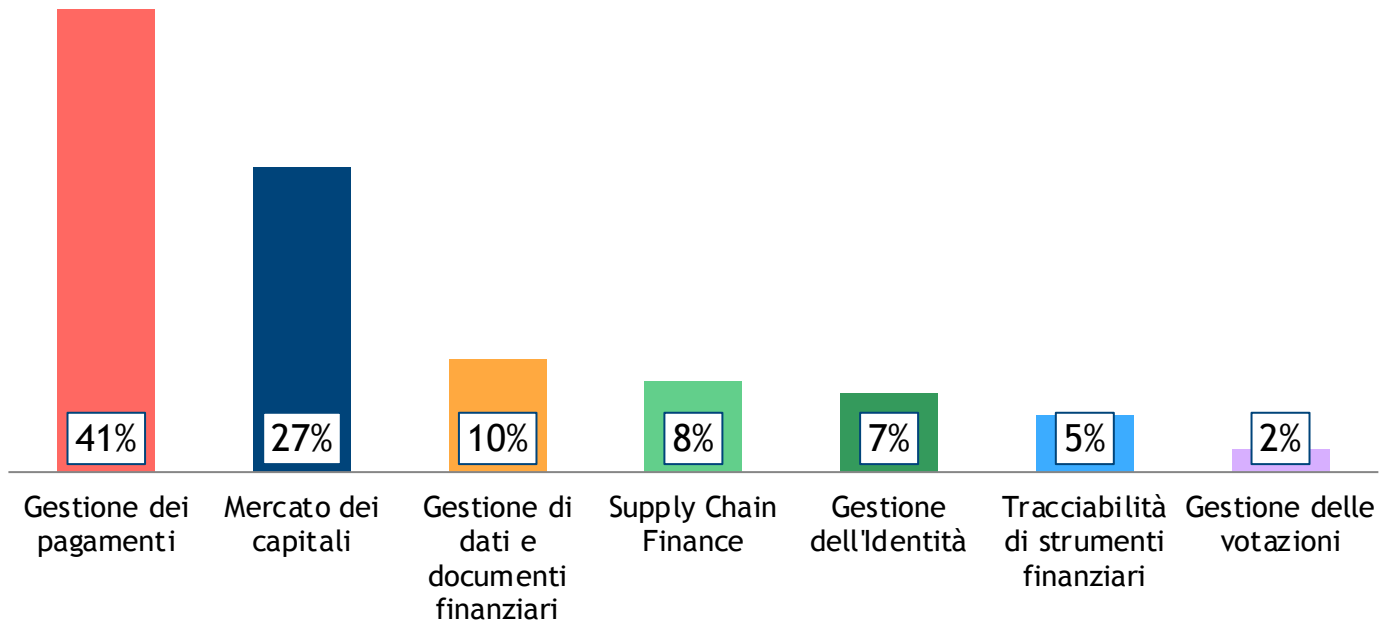 41%
27%
10%
8%
7%
5%
2%
Gestione dei
pagamenti
Mercato dei
capitali
Gestione di
dati e
documenti
finanziari
Supply Chain
Finance
Gestione
dell'Identità
Tracciabilità
di strumenti
finanziari
Gestione delle
votazioni